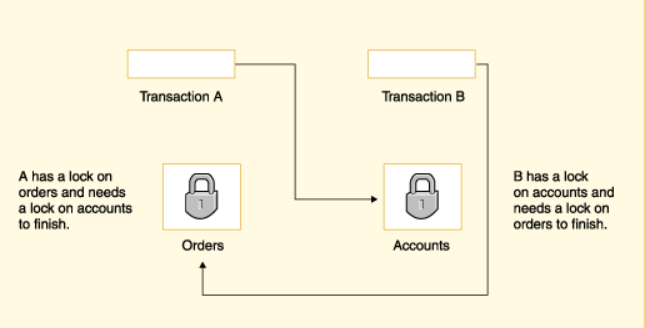 Transaction A
Transaction B
A has a lock on
orders and needs
a lock on accounts
to finish.
1
Orders
1
Accounts
B has a lock
on accounts and
needs a lock on
orders to finish.